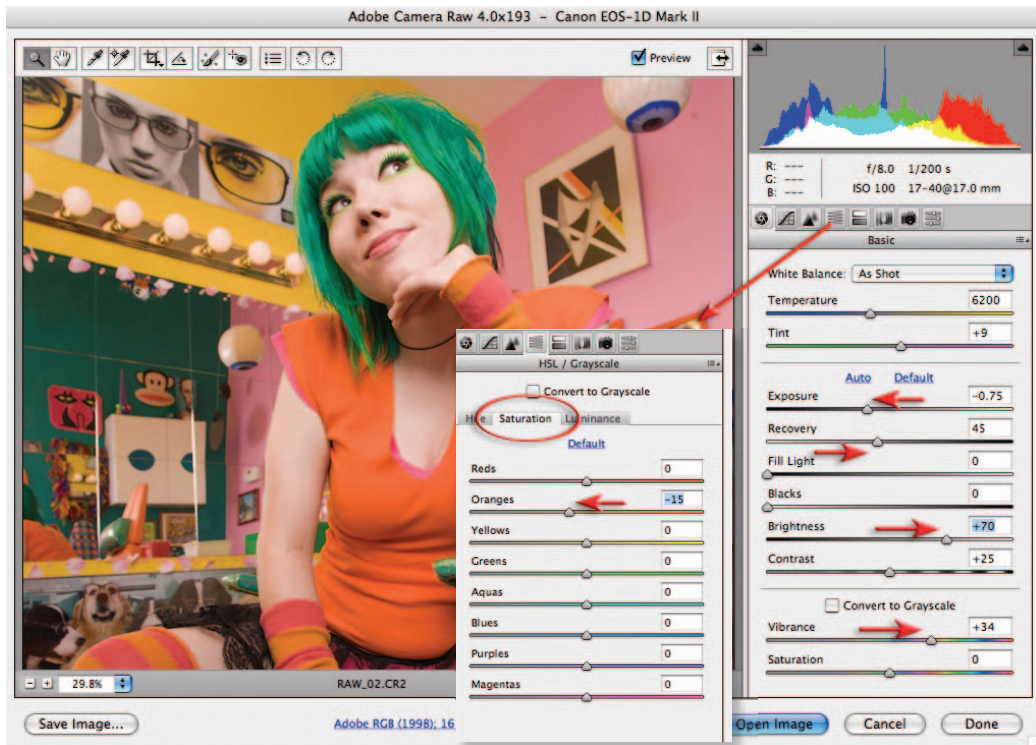 Adobe Camera Raw 4.0x193 – Canon EOS-1D Mark II
Preview
R: ---
G: ---
B: ---
f/8.0 1/200 s
ISO 100 17-40@17.0 mm
Basic
White Balance: As Shot
Temperature 6200
Tint +9
Auto Default
Exposure -0.75
Recovery 45
Fill Light 0
Blacks 0
Brightness +70
Contrast +25
Convert to Grayscale
Vibrance +34
Saturation 0
HSL / Grayscale
Convert to Grayscale
Saturation Luminance
Default
Reds 0
Oranges -15
Yellows 0
Greens 0
Aquas 0
Blues 0
Purples 0
Magentas 0
29.8%
RAW_02.CR2
Save Image...
Adobe RGB (1998); 16
Open Image
Cancel
Done